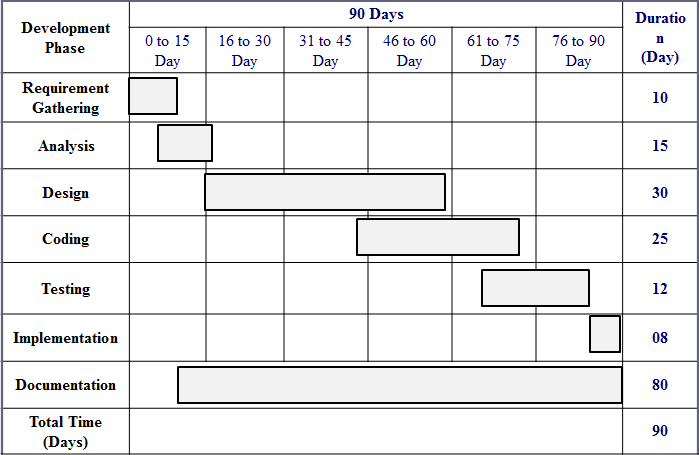 Development
Phase
90 Days
Duratio
n
(Day)
0 to 15
Day
16 to 30
Day
31 to 45
Day
46 to 60
Day
61 to 75
Day
76 to 90
Day
Requirement
Gathering
10
Analysis
15
Design
30
Coding
25
Testing
12
Implementation
08
Documentation
80
Total Time
(Days)
90